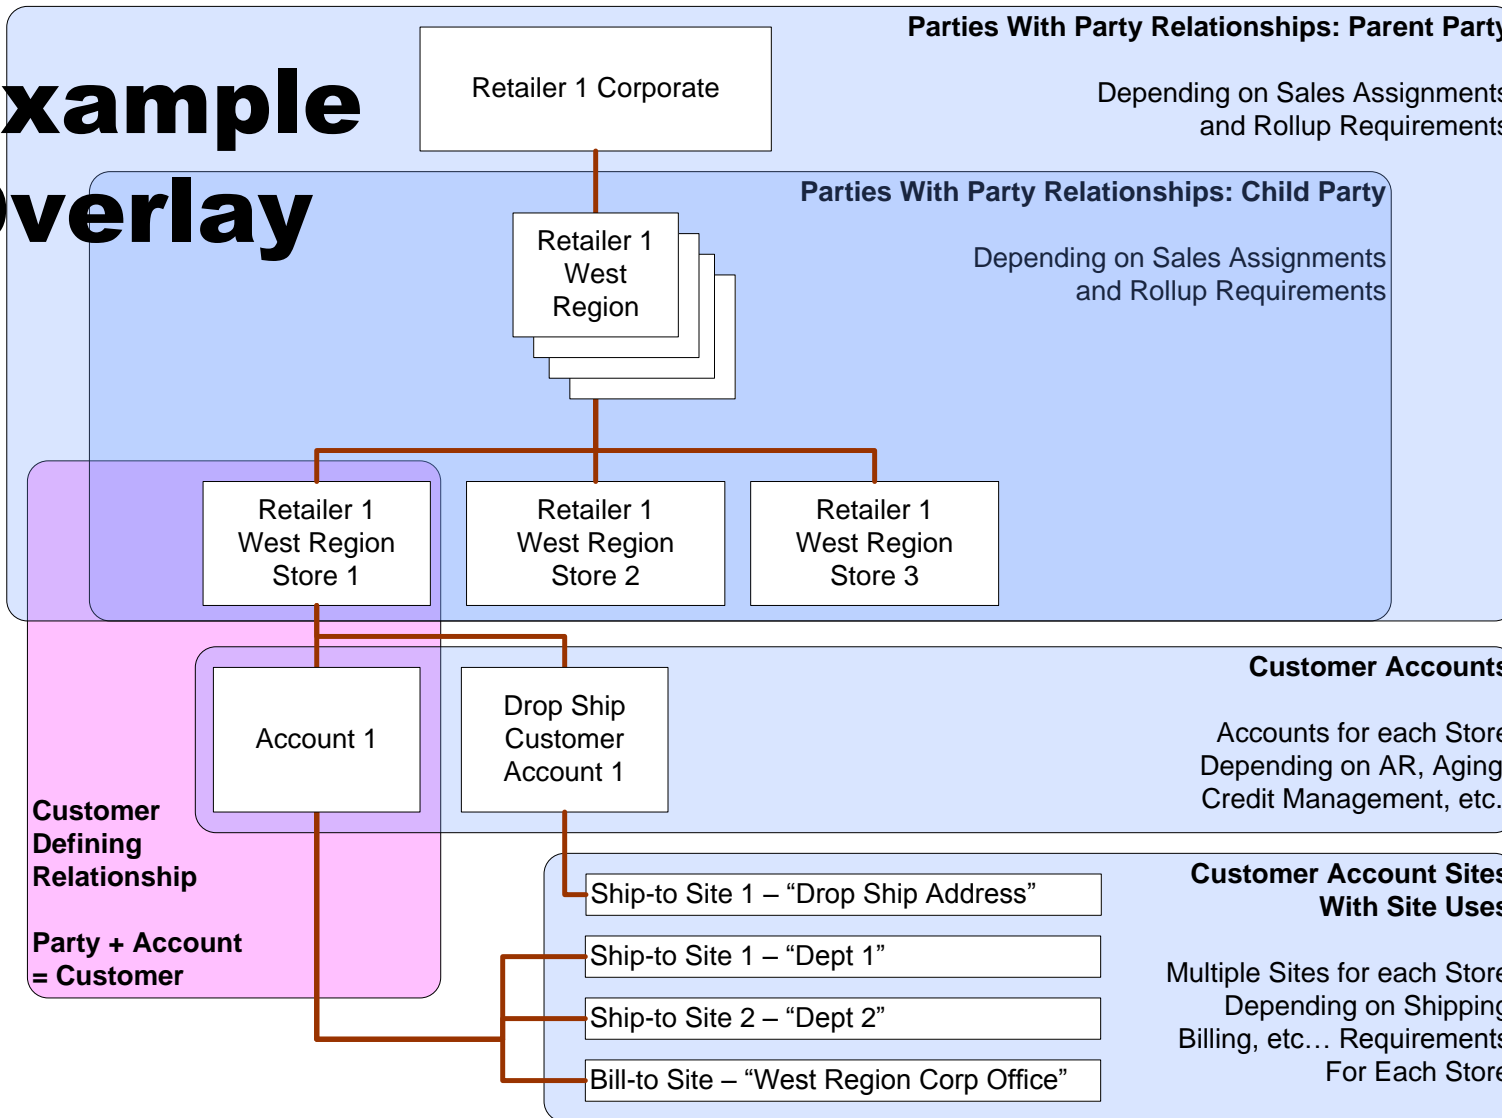 Parties With Party Relationships: Parent Party
Depending on Sales Assignments
and Rollup Requirements
xample
Overlay
Retailer 1 Corporate
Parties With Party Relationships: Child Party
Depending on Sales Assignments
and Rollup Requirements
Retailer 1
West
Region
Retailer 1
West Region
Store 1
Retailer 1
West Region
Store 2
Retailer 1
West Region
Store 3
Customer Accounts
Accounts for each Store
Depending on AR, Aging
Credit Management, etc.
Account 1
Drop Ship
Customer
Account 1
Customer
Defining
Relationship
Party + Account
= Customer
Customer Account Sites
With Site Uses
Multiple Sites for each Store
Depending on Shipping
Billing, etc… Requirements
For Each Store
Ship-to Site 1 – “Drop Ship Address”
Ship-to Site 1 – “Dept 1”
Ship-to Site 2 – “Dept 2”
Bill-to Site – “West Region Corp Office”